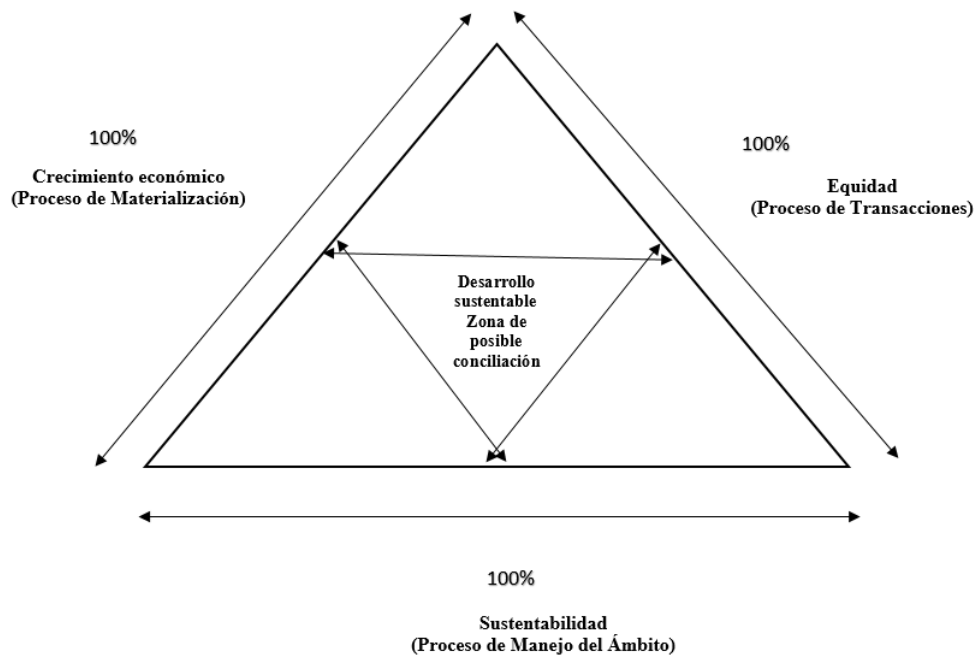 100%
Crecimiento económico
(Proceso de Materialización)
100%
Equidad
(Proceso de Transacciones)
Desarrollo
sustentable
Zona de
posible
conciliación
100%
Sustentabilidad
(Proceso de Manejo del Ámbito)